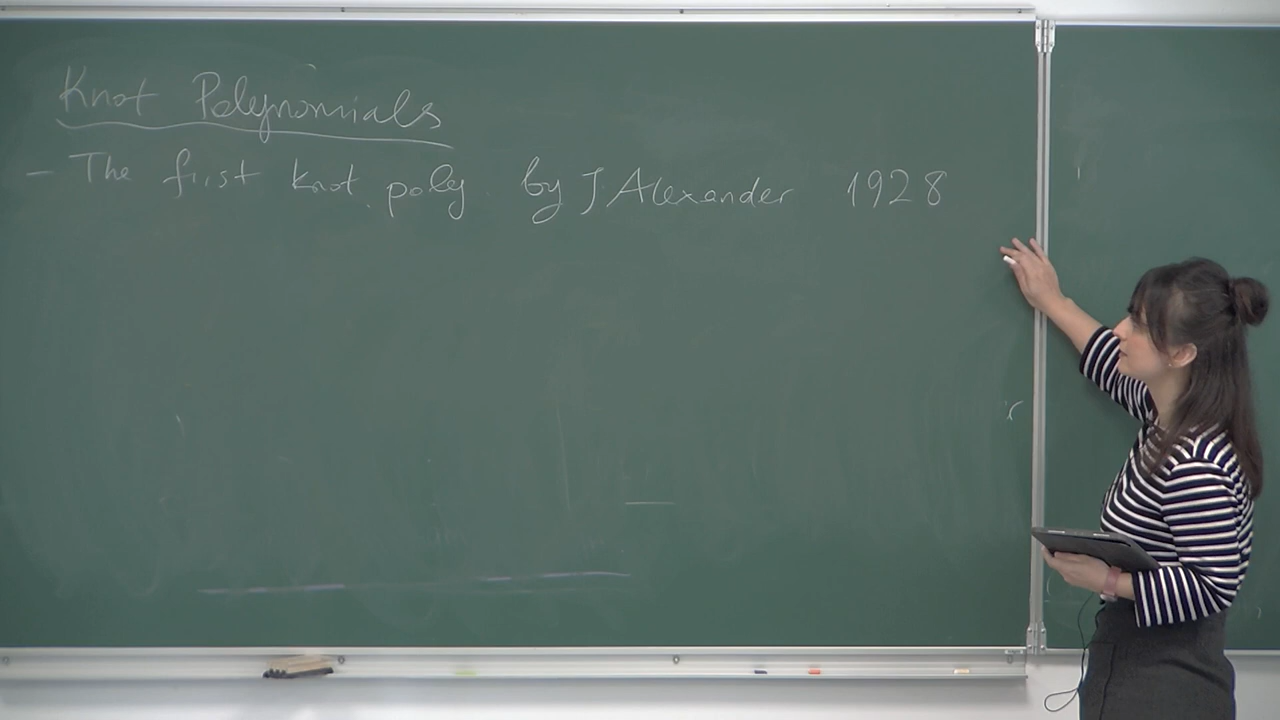 Knot Polynomials
- The first knot poly. by J Alexander 1928